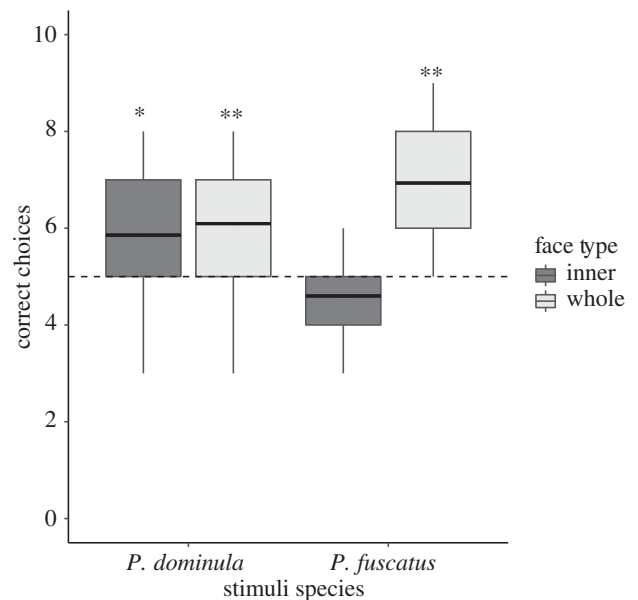 10
8
6
4
2
0
correct choices
*
**
**
P. dominula
P. fuscatus
stimuli species
face type
inner
whole